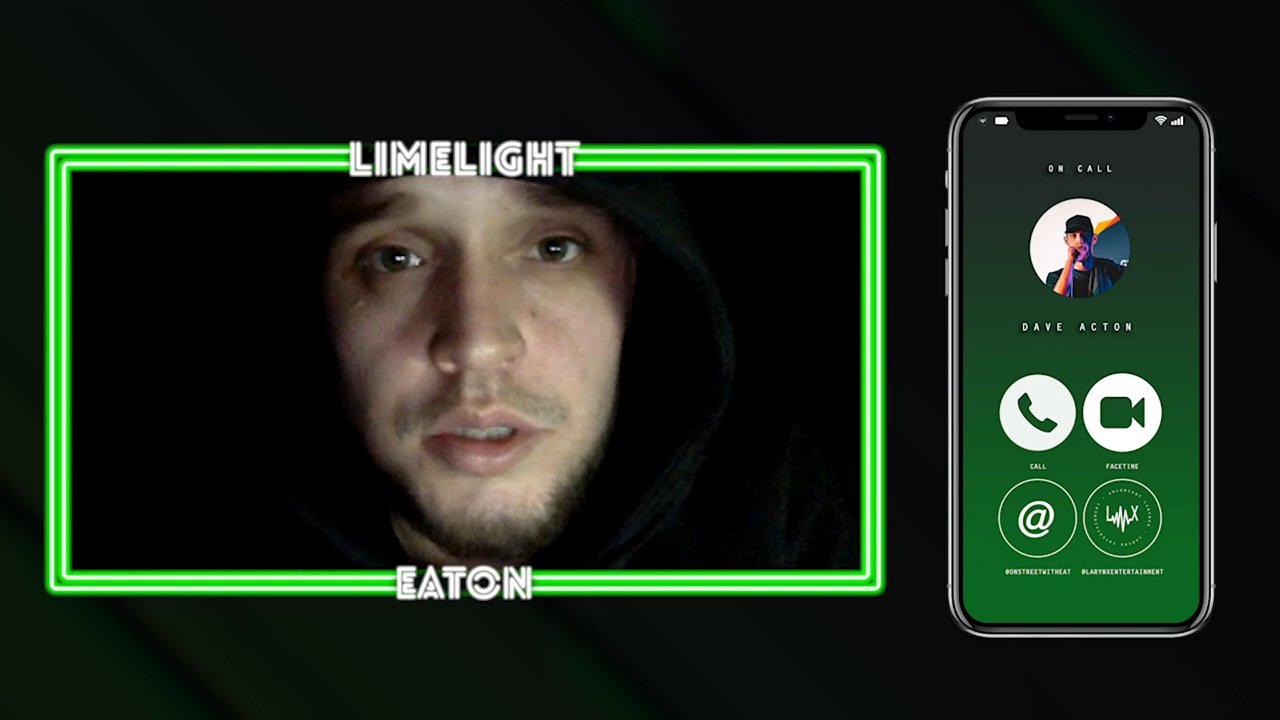 LIMELIGHT
EATON
ON CALL
DAVE ACTON
CALL
FACETIME
@
@ONSTREETWITHEAT
@LARYNXENTERTAINMENT